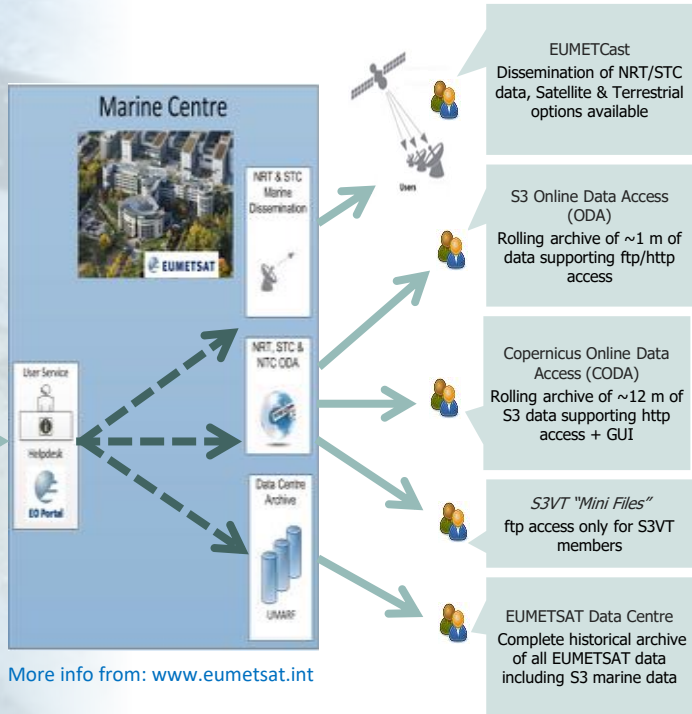 Marine Centre
EUMETSAT
NRT & STC
Marine
Dissemination
NRT, STC &
NTC ODA
User Service
Helpdesk
EO Portal
Data Centre
Archive
UMARF
More info from: www.eumetsat.int
Users
EUMETCast
Dissemination of NRT/STC
data, Satellite & Terrestrial
options available
S3 Online Data Access
(ODA)
Rolling archive of ~1 m of
data supporting ftp/http
access
Copernicus Online Data
Access (CODA)
Rolling archive of ~12 m of
S3 data supporting http
access + GUI
S3VT “Mini Files”
ftp access only for S3VT
members
EUMETSAT Data Centre
Complete historical archive
of all EUMETSAT data
including S3 marine data